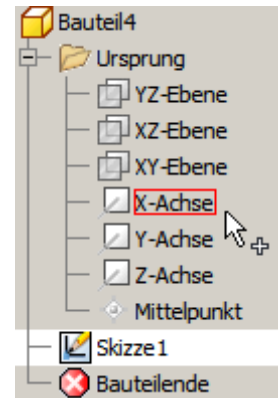 Bauteil4
Ursprung
YZ-Ebene
XZ-Ebene
XY-Ebene
X-Achse
Y-Achse
Z-Achse
Mittelpunkt
Skizze1
Bauteilende